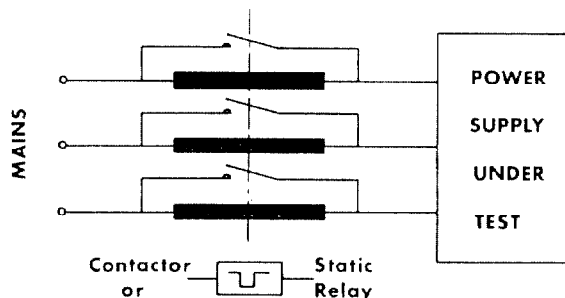 MAINS
POWER
SUPPLY
UNDER
TEST
Contactor
or
Static
Relay